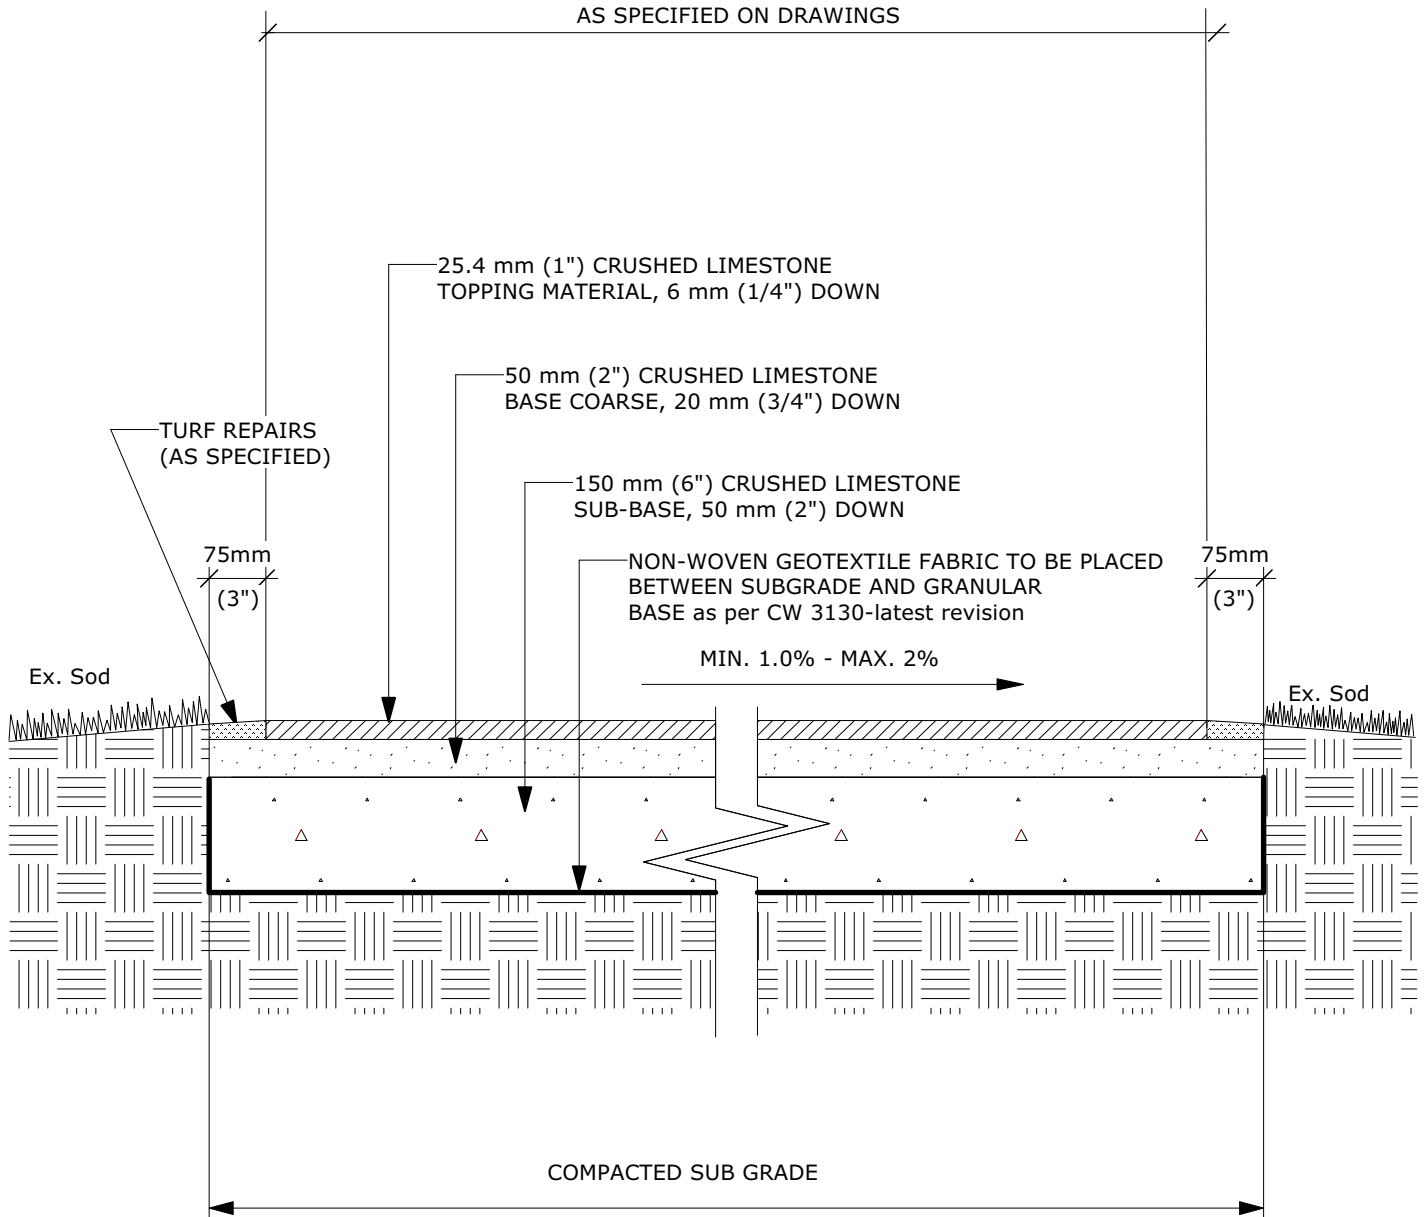 AS SPECIFIED ON DRAWINGS
25.4 mm (1") CRUSHED LIMESTONE
TOPPING MATERIAL, 6 mm (1/4") DOWN
50 mm (2") CRUSHED LIMESTONE
BASE COARSE, 20 mm (3/4") DOWN
TURF REPAIRS
(AS SPECIFIED)
150 mm (6") CRUSHED LIMESTONE
SUB-BASE, 50 mm (2") DOWN
75mm
(3")
NON-WOVEN GEOTEXTILE FABRIC TO BE PLACED
BETWEEN SUBGRADE AND GRANULAR
BASE as per CW 3130-latest revision
75mm
(3")
MIN. 1.0% - MAX. 2%
Ex. Sod
Ex. Sod
COMPACTED SUB GRADE